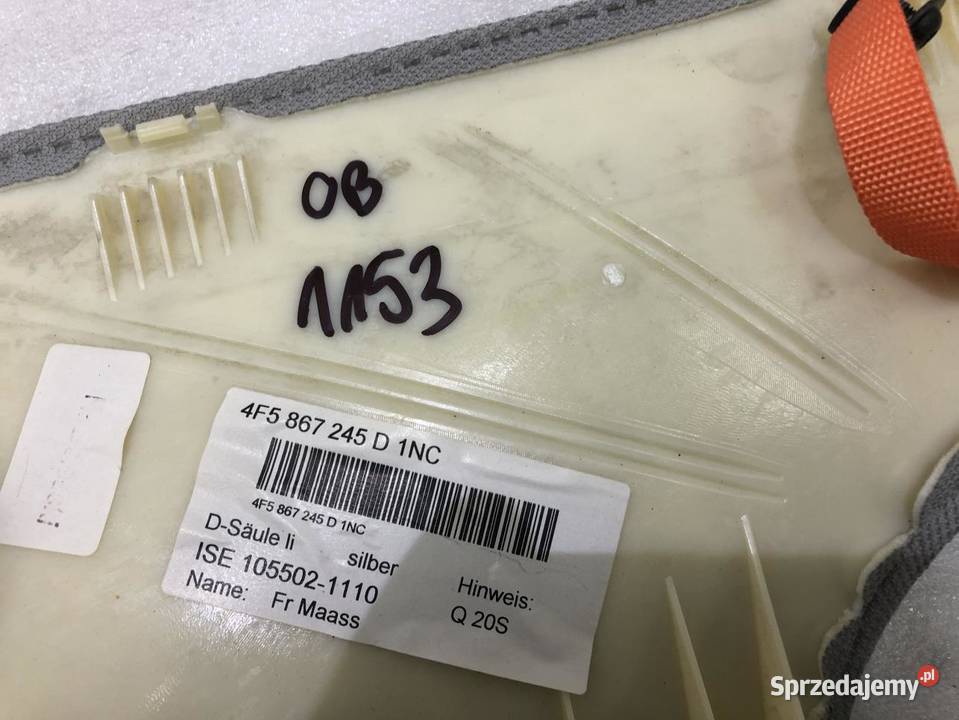 OB
1153
4F5 867 245 D 1NC
4F5 867 245 D 1NC
D-Säule li silber
ISE 105502-1110
Hinweis:
Name: Fr Maass
Q 20S
Sprzedajemy.pl